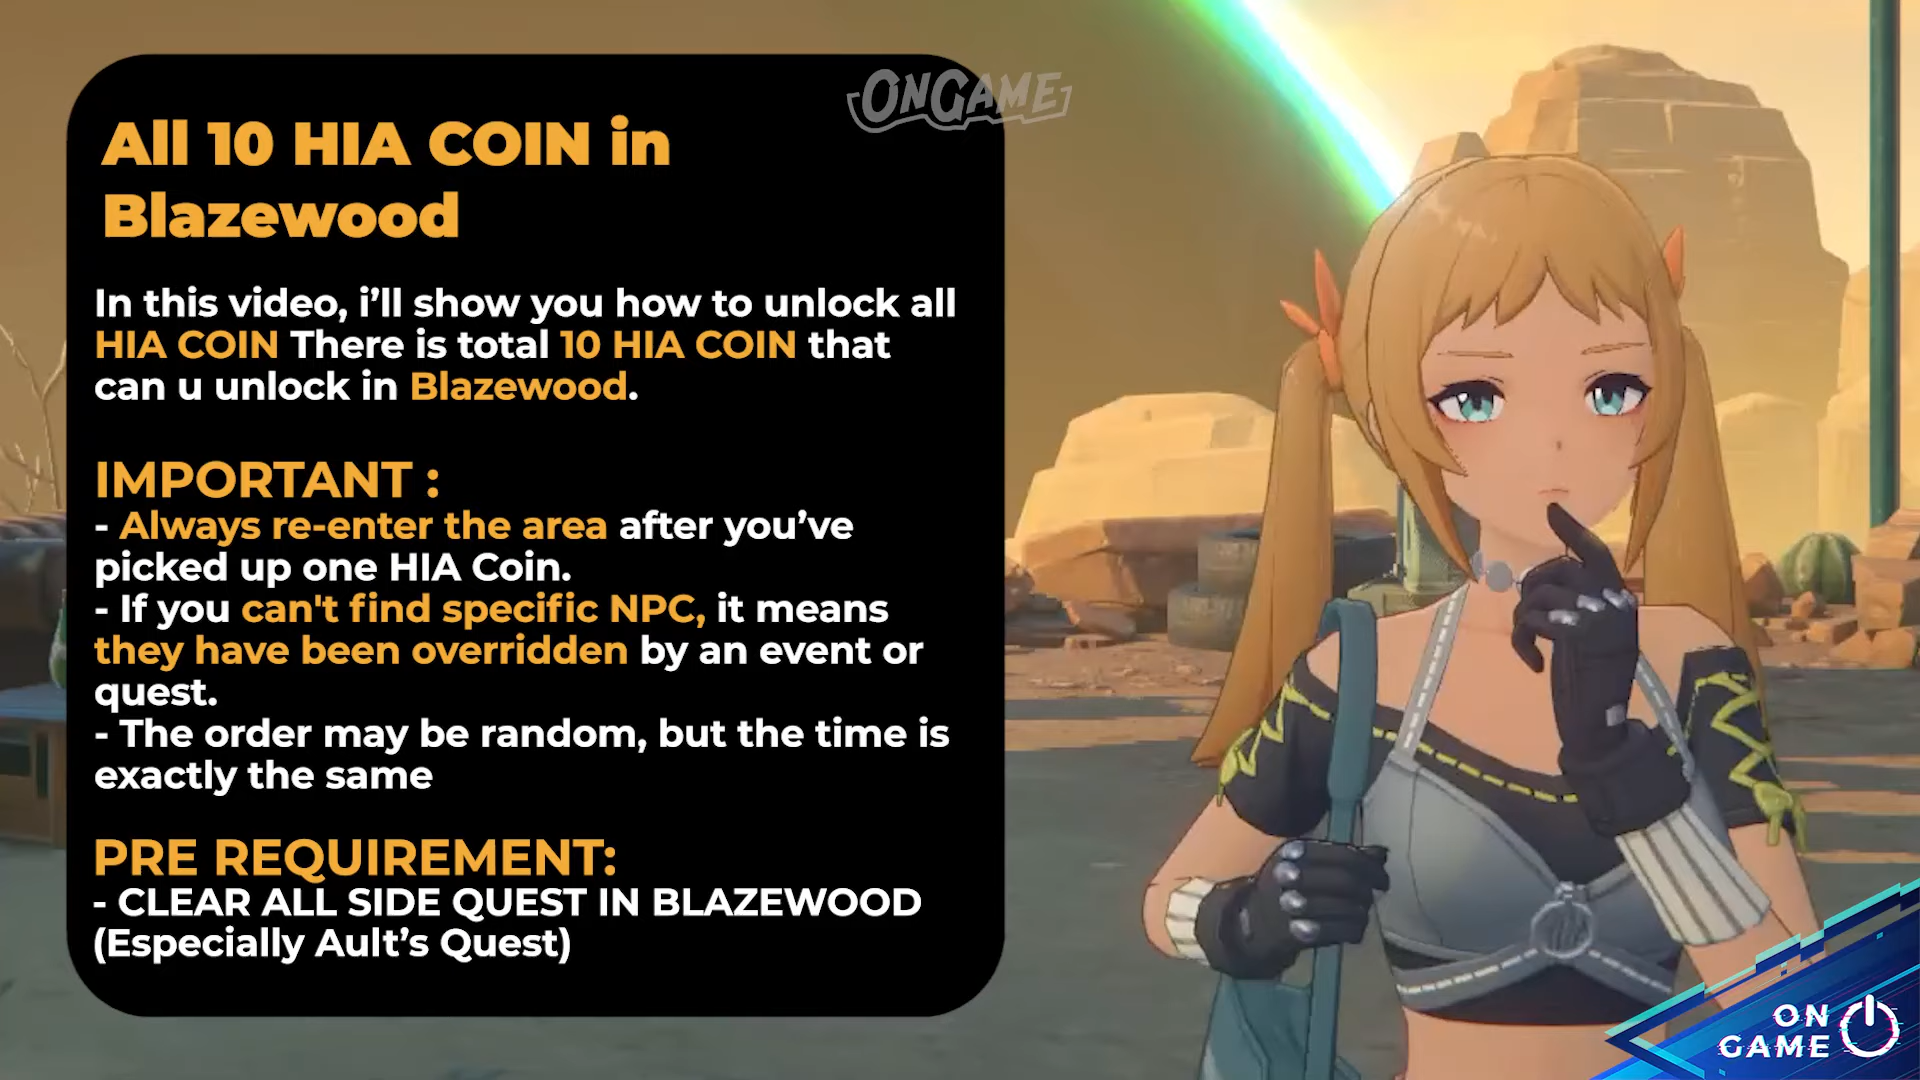 ONGAME
All 10 HIA COIN in
Blazewood
In this video, i’ll show you how to unlock all
HIA COIN There is total 10 HIA COIN that
can u unlock in Blazewood.
IMPORTANT :
- Always re-enter the area after you’ve
picked up one HIA Coin.
- If you can't find specific NPC, it means
they have been overridden by an event or
quest.
- The order may be random, but the time is
exactly the same
PRE REQUIREMENT:
- CLEAR ALL SIDE QUEST IN BLAZEWOOD
(Especially Ault’s Quest)
ON
GAME